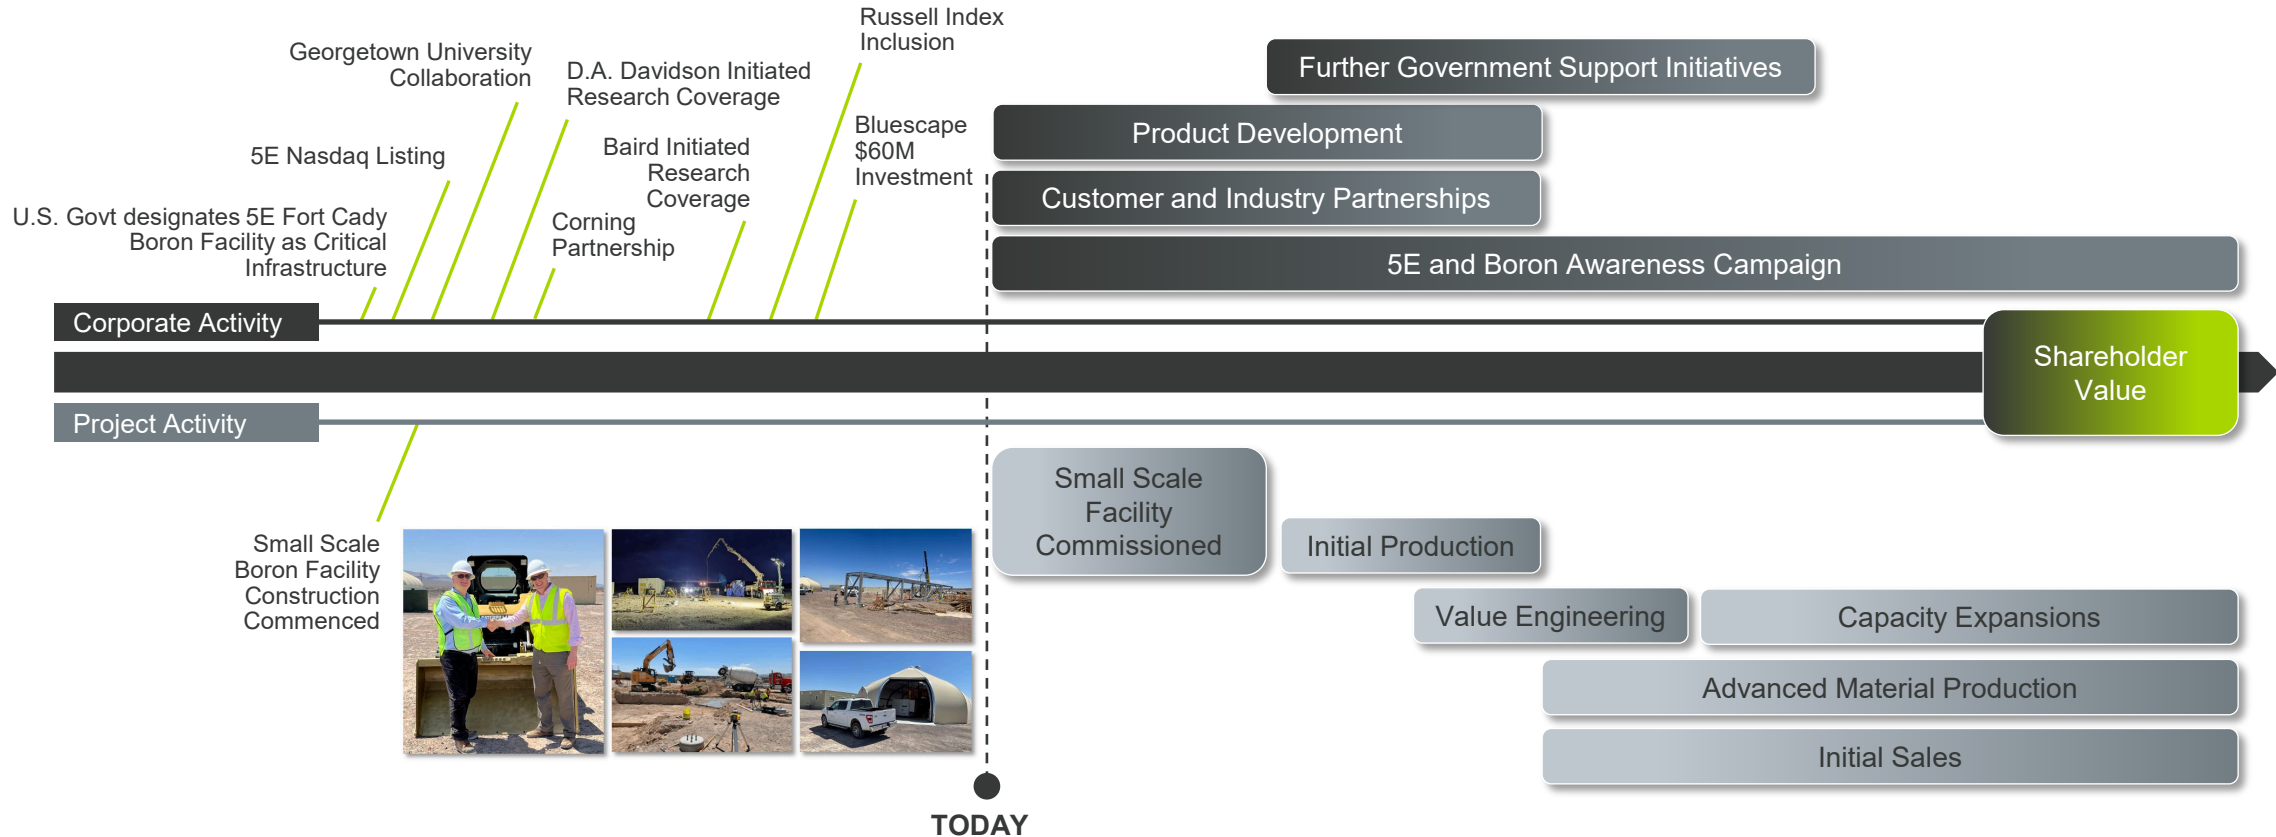 Russell Index
Inclusion
Georgetown University
Collaboration
D.A. Davidson Initiated
Research Coverage
Further Government Support Initiatives
Bluescape
$60M
Investment
Product Development
Baird Initiated
Research
Coverage
5E Nasdaq Listing
Customer and Industry Partnerships
U.S. Govt designates 5E Fort Cady
Boron Facility as Critical
Infrastructure
Corning
Partnership
5E and Boron Awareness Campaign
Corporate Activity
Shareholder
Value
Project Activity
Small Scale
Facility
Commissioned
Small Scale
Boron Facility
Construction
Commenced
Initial Production
Value Engineering
Capacity Expansions
Advanced Material Production
Initial Sales
TODAY